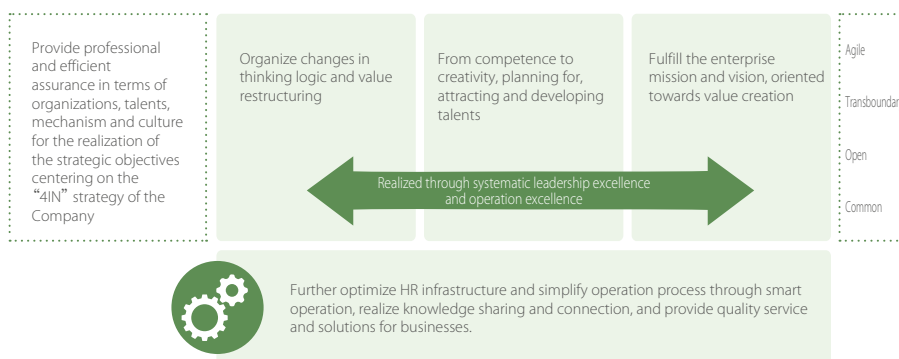 Provide professional
and efficient
assurance in terms of
organizations, talents,
mechanism and culture
for the realization of
the strategic objectives
centering on the
“4IN” strategy of the
Company
Organize changes in
thinking logic and value
restructuring
From competence to
creativity, planning for,
attracting and developing
talents
Fulfill the enterprise
mission and vision, oriented
towards value creation
Realized through systematic leadership excellence
and operation excellence
Agile
Transboundar
Open
Common
Further optimize HR infrastructure and simplify operation process through smart
operation, realize knowledge sharing and connection, and provide quality service
and solutions for businesses.